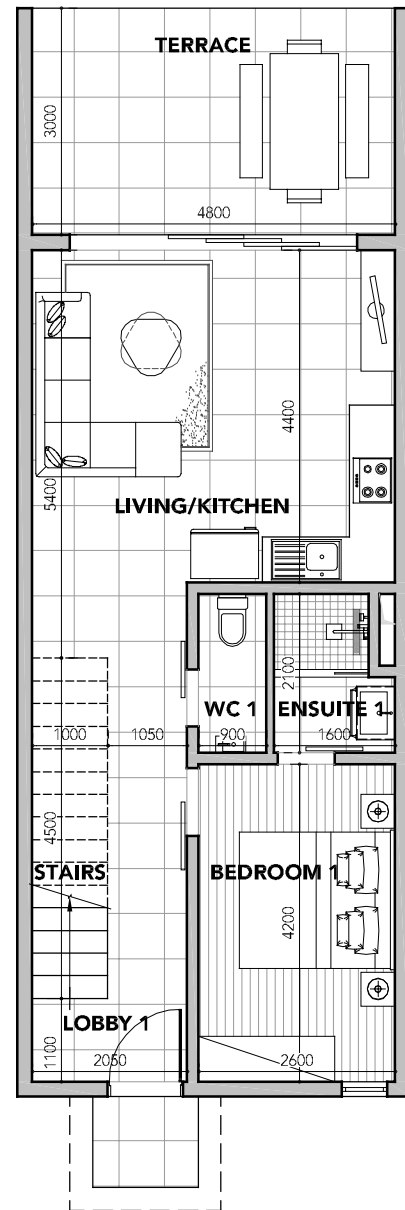 TERRACE
3000
4800
4400
5400
LIVING/KITCHEN
2100
WC 1
ENSUITE 1
1000
1050
900
1600
4500
STAIRS
BEDROOM 1
4200
LOBBY 1
1100
2050
2600